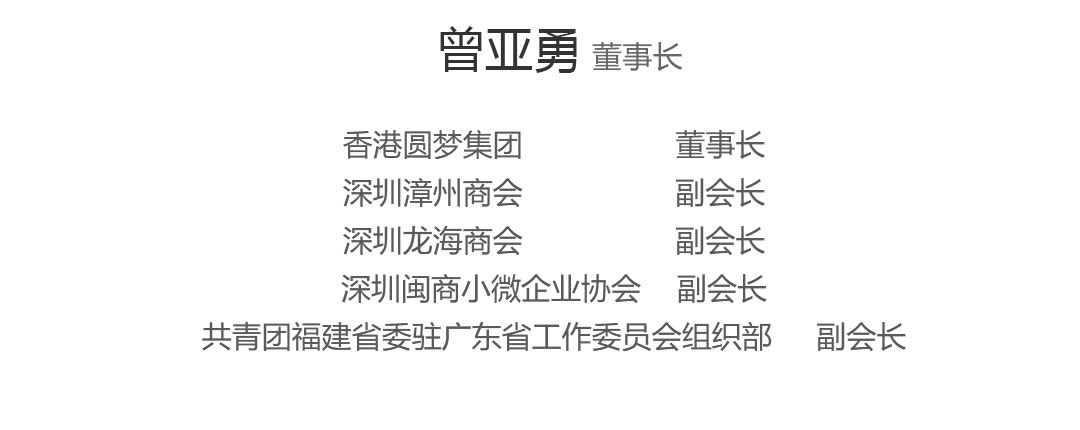 曾亚勇 董事长
香港圆梦集团 董事长
深圳漳州商会 副会长
深圳龙海商会 副会长
深圳闽商小微企业协会 副会长
共青团福建省委驻广东省工作委员会组织部 副会长